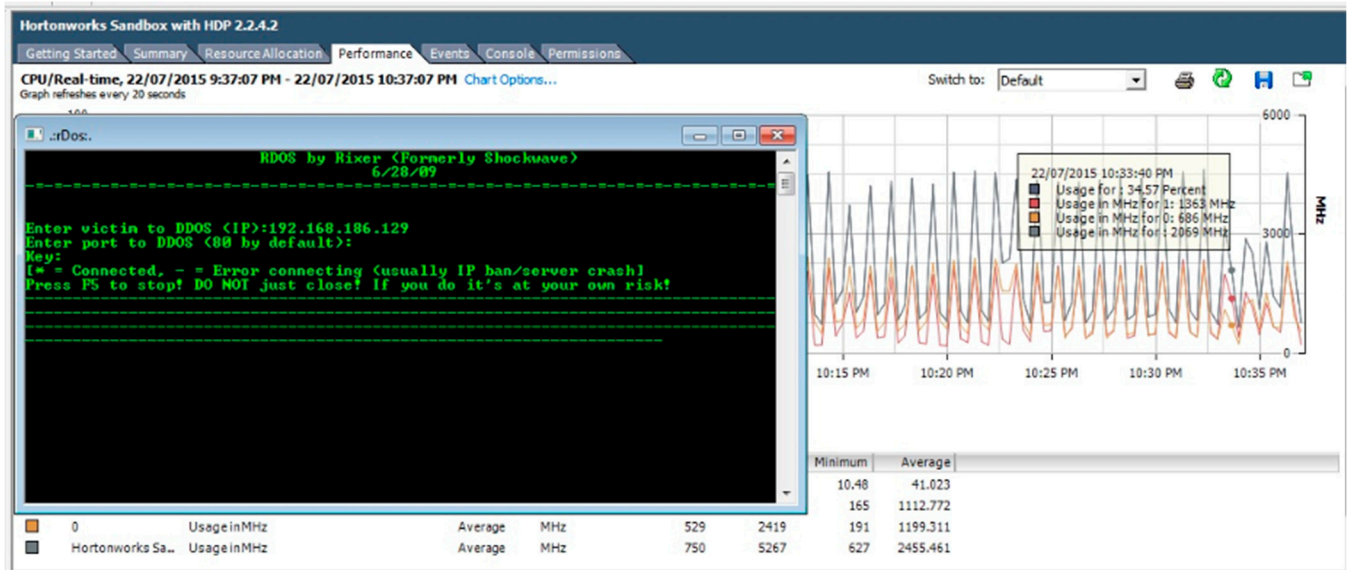 Hortonworks Sandbox with HDP 2.2.4.2
Getting Started Summary Resource Allocation Performance Events Console Permissions
CPU/Real-time, 22/07/2015 9:37:07 PM - 22/07/2015 10:37:07 PM Chart Options...
Switch to: Default
Graph refreshes every 20 seconds
100
6000
.:rDos:.
RDOS by Rixer (Formerly Shockwave)
6/28/09
Enter victim to DDOS (IP):192.168.186.129
Enter port to DDOS (80 by default):
Key:
[* = Connected, - = Error connecting (usually IP ban/server crash]
Press F5 to stop! DO NOT just close! If you do it's at your own risk!
22/07/2015 10:33:40 PM
Usage for : 34.57 Percent
Usage in MHz for 1: 1363 MHz
Usage in MHz for 0: 686 MHz
Usage in MHz for : 2069 MHz
MHz
3000
0
10:15 PM 10:20 PM 10:25 PM 10:30 PM 10:35 PM
Minimum Average
10.48 41.023
165 1112.772
0 Usage in MHz Average MHz 529 2419 191 1199.311
Hortonworks Sa... Usage in MHz Average MHz 750 5267 627 2455.461